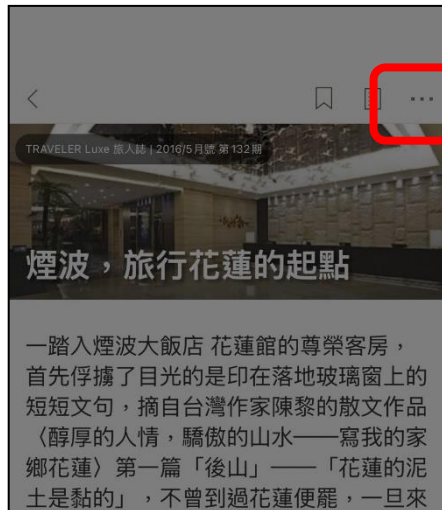 TRAVELER Luxe 旅人誌 | 2016/5月號 第132期
煙波，旅行花蓮的起點
一踏入煙波大飯店 花蓮館的尊榮客房，
首先俘擄了目光的是印在落地玻璃窗上的
短短文句，摘自台灣作家陳黎的散文作品
〈醇厚的人情，驕傲的山水——寫我的家
鄉花蓮〉第一篇「後山」——「花蓮的泥
土是黏的」，不曾到過花蓮便罷，一旦來